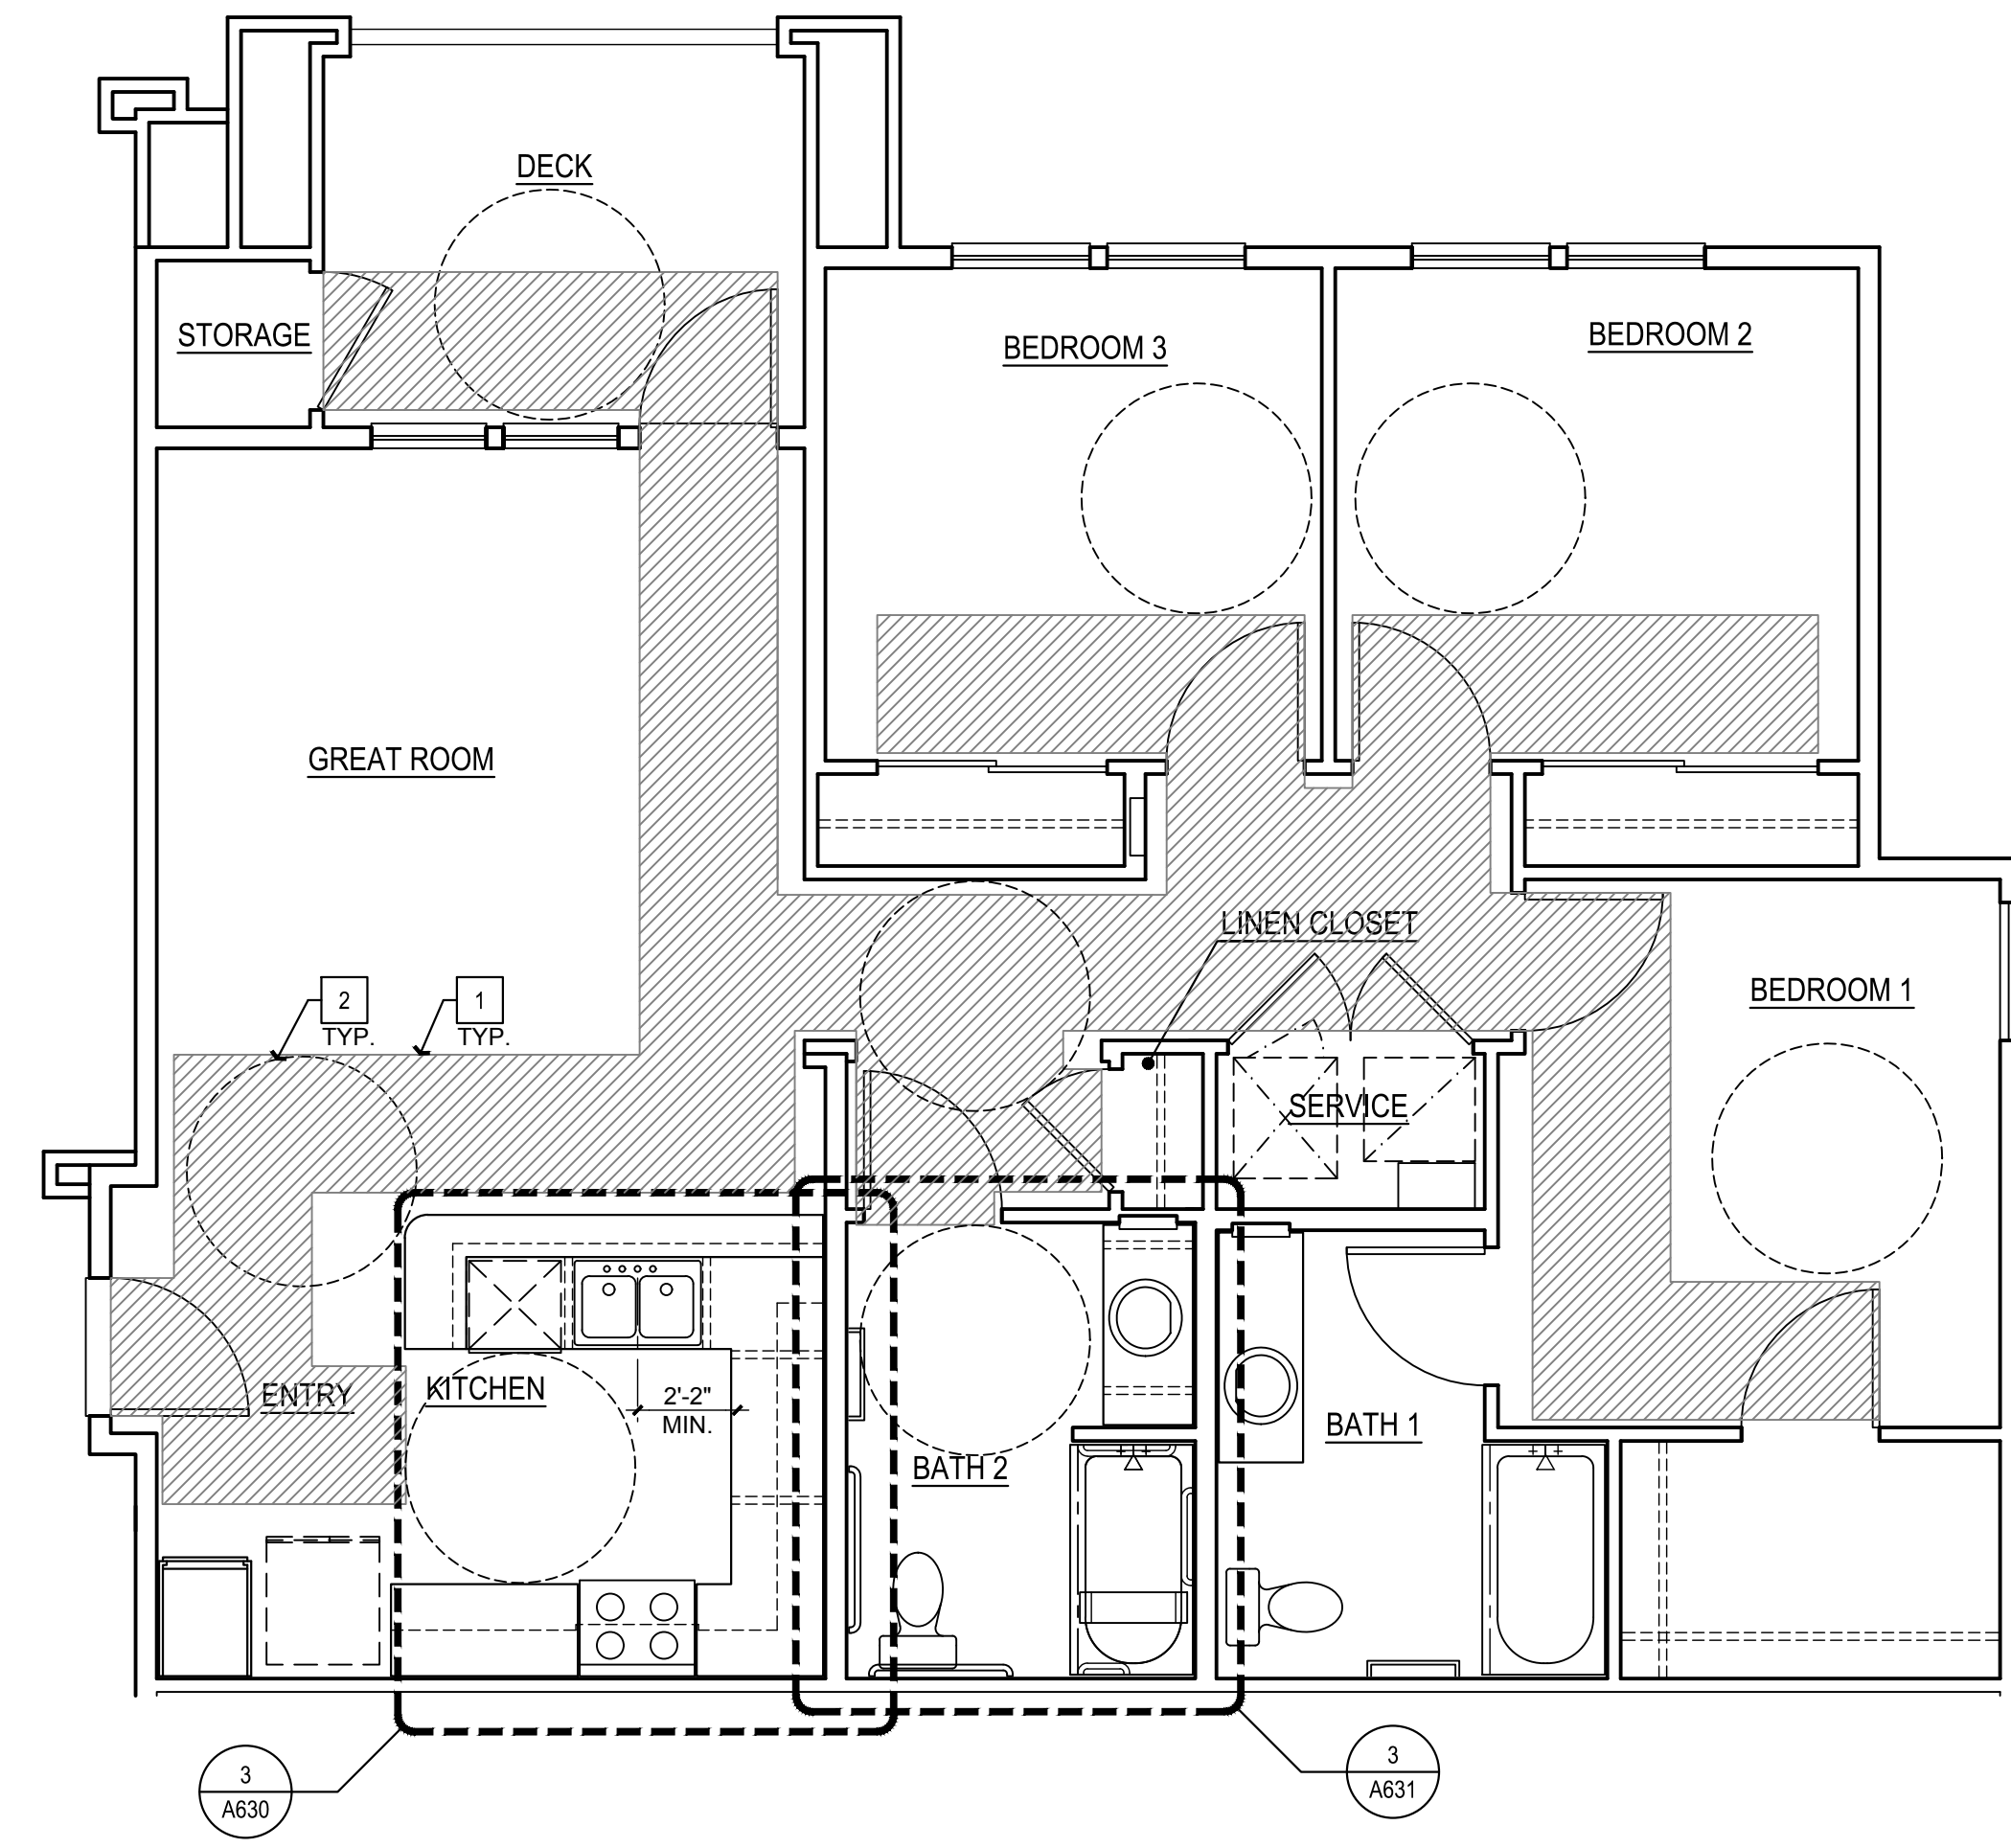 DECK
STORAGE
BEDROOM 3
BEDROOM 2
GREAT ROOM
LINEN CLOSET
2
TYP.
1
TYP.
BEDROOM 1
SERVICE
ENTRY
KITCHEN
2'-2"
MIN.
BATH 2
BATH 1
3
A630
3
A631